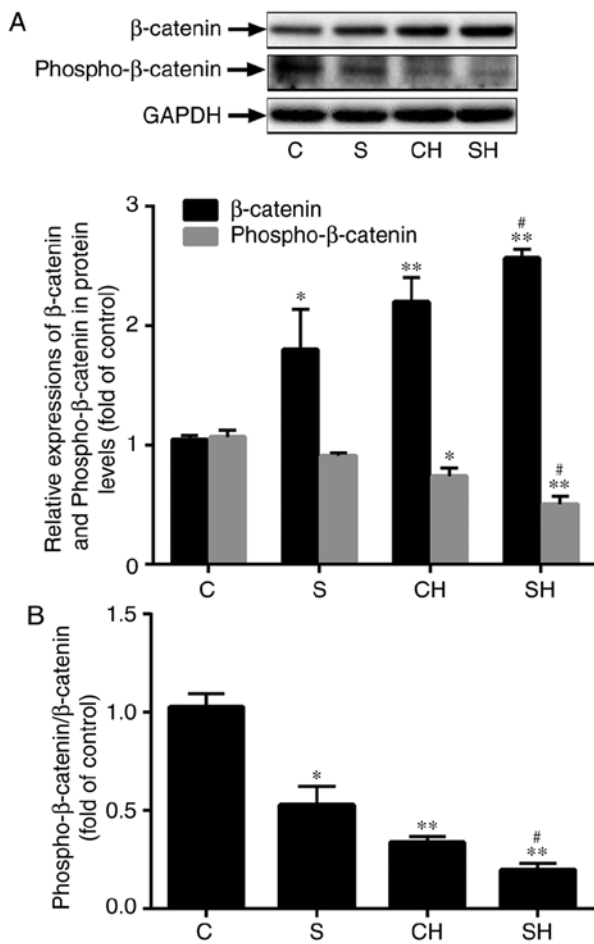 A
β-catenin
Phospho-β-catenin
GAPDH
C S CH SH
Relative expressions of β-catenin
and Phospho-β-catenin in protein
levels (fold of control)
3
2
1
0
β-catenin
Phospho-β-catenin
*
**
*
#
**
#
**
C S CH SH
B
Phospho-β-catenin/β-catenin
(fold of control)
1.5
1.0
0.5
0.0
*
**
#
**
C S CH SH